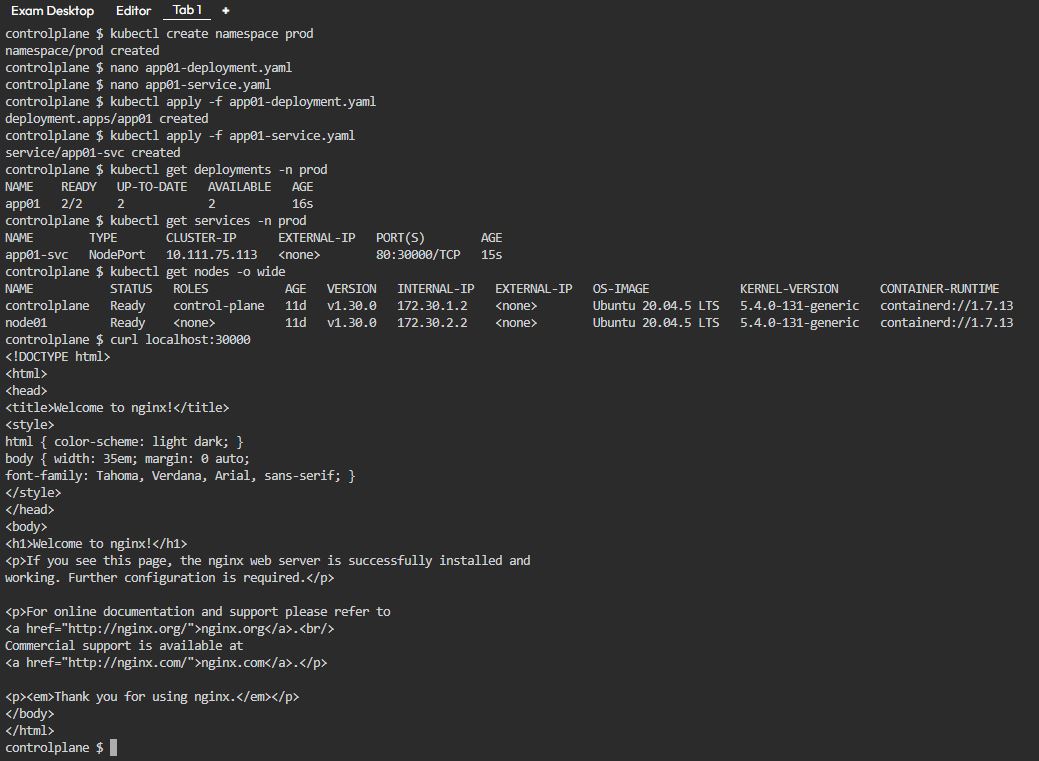 Exam Desktop Editor Tab 1 +
controlplane $ kubectl create namespace prod
namespace/prod created
controlplane $ nano app01-deployment.yaml
controlplane $ nano app01-service.yaml
controlplane $ kubectl apply -f app01-deployment.yaml
deployment.apps/app01 created
controlplane $ kubectl apply -f app01-service.yaml
service/app01-svc created
controlplane $ kubectl get deployments -n prod
NAME    READY   UP-TO-DATE   AVAILABLE   AGE
app01   2/2     2            2           16s
controlplane $ kubectl get services -n prod
NAME        TYPE       CLUSTER-IP      EXTERNAL-IP   PORT(S)        AGE
app01-svc   NodePort   10.111.75.113   <none>        80:30000/TCP   15s
controlplane $ kubectl get nodes -o wide
NAME           STATUS   ROLES           AGE   VERSION   INTERNAL-IP   EXTERNAL-IP   OS-IMAGE             KERNEL-VERSION      CONTAINER-RUNTIME
controlplane   Ready    control-plane   11d   v1.30.0   172.30.1.2    <none>        Ubuntu 20.04.5 LTS   5.4.0-131-generic   containerd://1.7.13
node01         Ready    <none>          11d   v1.30.0   172.30.2.2    <none>        Ubuntu 20.04.5 LTS   5.4.0-131-generic   containerd://1.7.13
controlplane $ curl localhost:30000
<!DOCTYPE html>
<html>
<head>
<title>Welcome to nginx!</title>
<style>
html { color-scheme: light dark; }
body { width: 35em; margin: 0 auto;
font-family: Tahoma, Verdana, Arial, sans-serif; }
</style>
</head>
<body>
<h1>Welcome to nginx!</h1>
<p>If you see this page, the nginx web server is successfully installed and
working. Further configuration is required.</p>

<p>For online documentation and support please refer to
<a href="http://nginx.org/">nginx.org</a>.<br/>
Commercial support is available at
<a href="http://nginx.com/">nginx.com</a>.</p>

<p><em>Thank you for using nginx.</em></p>
</body>
</html>
controlplane $